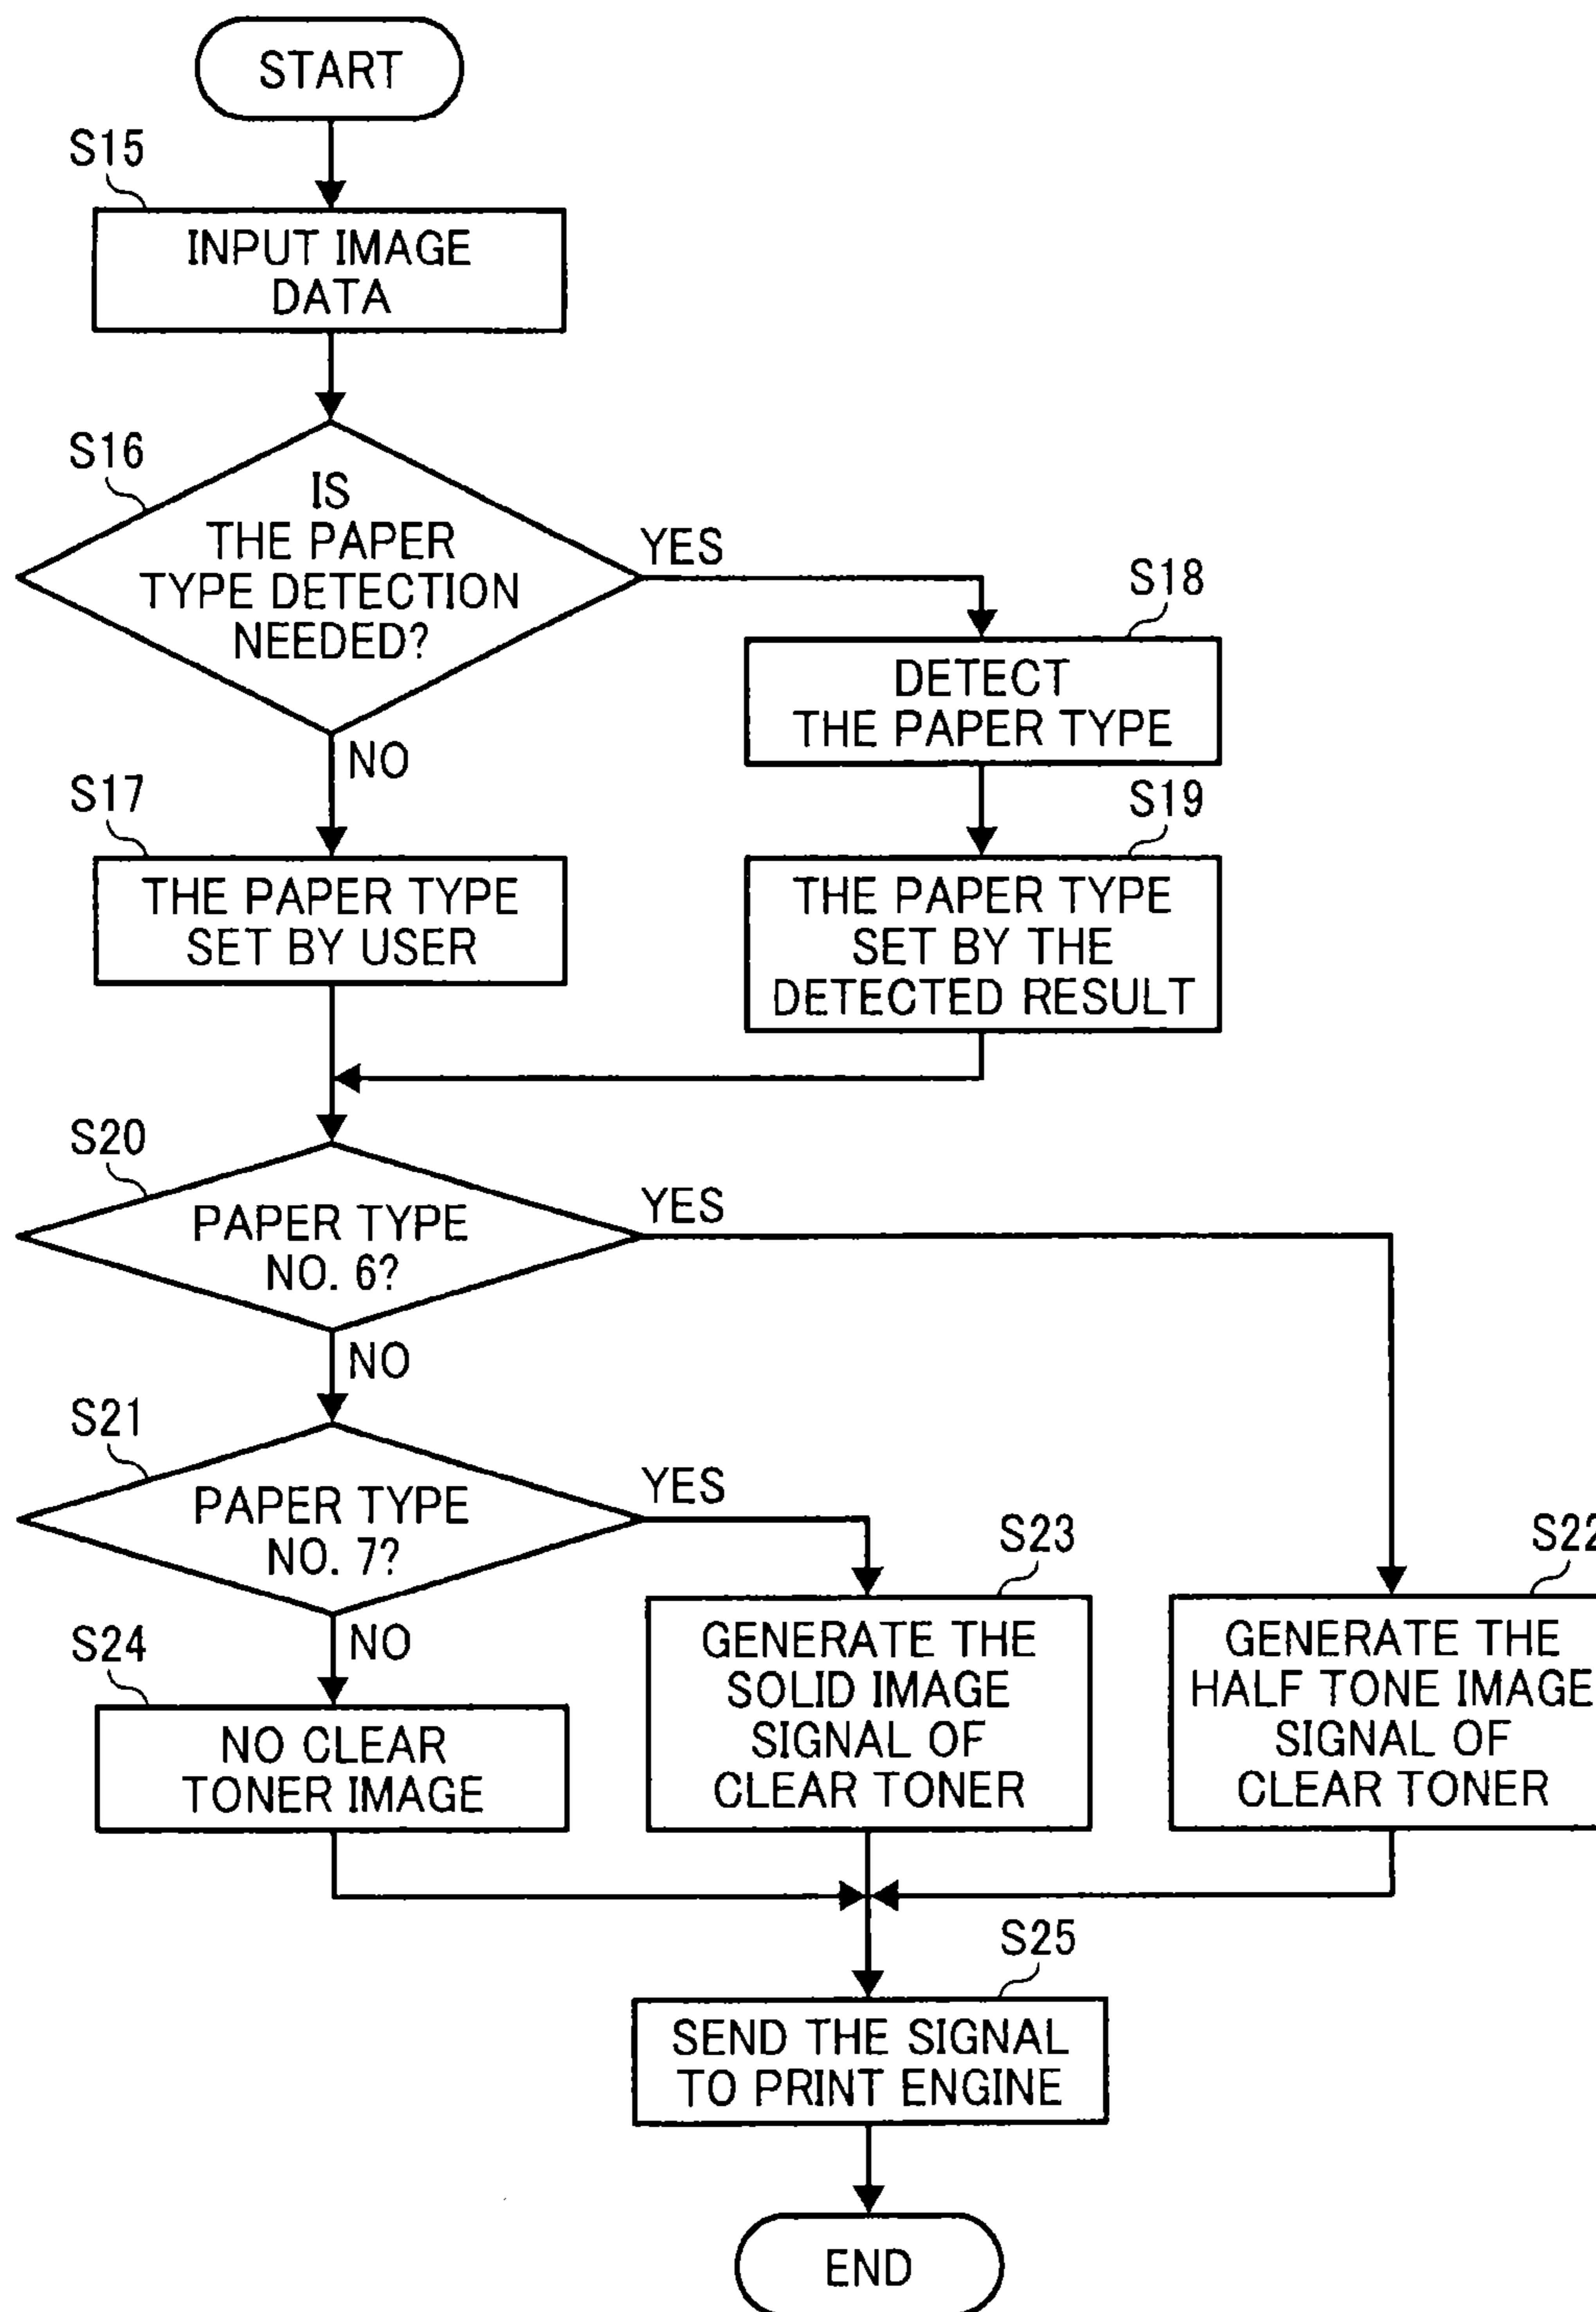 START
S15
INPUT IMAGE
DATA
S16
IS
THE PAPER
TYPE DETECTION
NEEDED?
YES
NO
S18
DETECT
THE PAPER TYPE
S17
THE PAPER TYPE
SET BY USER
S19
THE PAPER TYPE
SET BY THE
DETECTED RESULT
S20
PAPER TYPE
NO. 6?
YES
NO
S21
PAPER TYPE
NO. 7?
YES
NO
S23
GENERATE THE
SOLID IMAGE
SIGNAL OF
CLEAR TONER
S22
GENERATE THE
HALF TONE IMAGE
SIGNAL OF
CLEAR TONER
S24
NO CLEAR
TONER IMAGE
S25
SEND THE SIGNAL
TO PRINT ENGINE
END